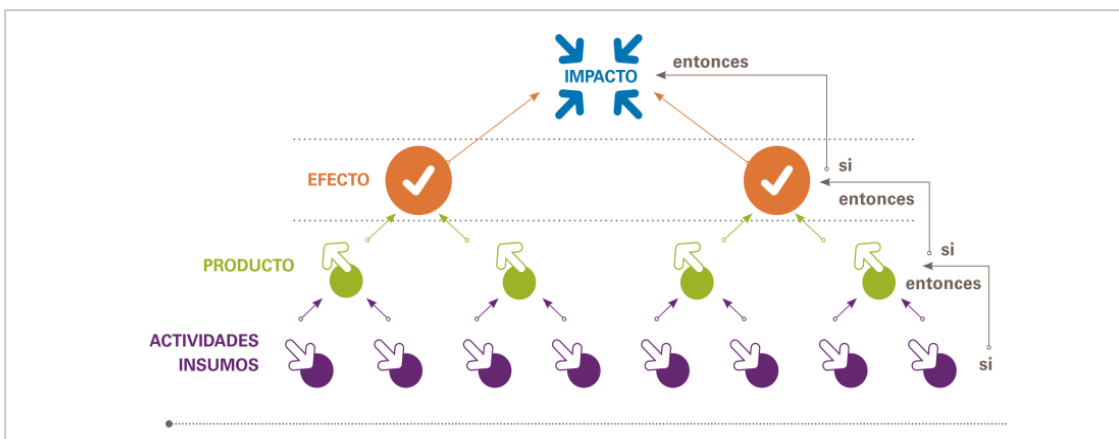 entonces
IMPACTO
si
EFECTO
entonces
si
PRODUCTO
entonces
ACTIVIDADES
INSUMOS
si